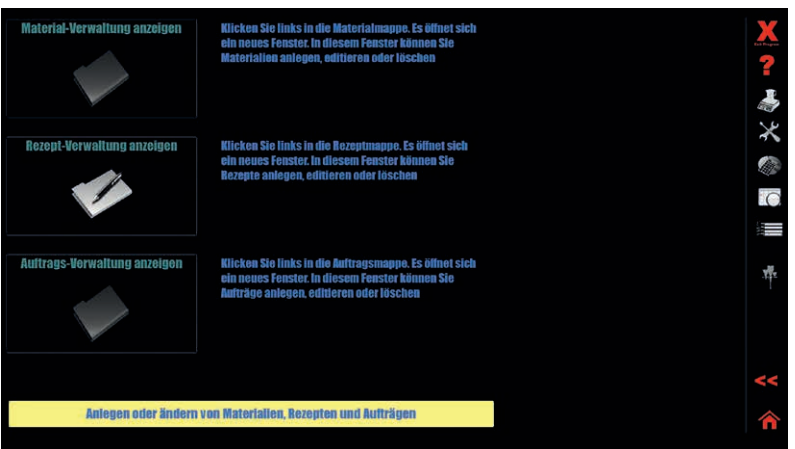 Material-Verwaltung anzeigen
Klicken Sie links in die Materialmappe. Es öffnet sich
ein neues Fenster. In diesem Fenster können Sie
Materialien anlegen, editieren oder löschen
Exit Program
?
Rezept-Verwaltung anzeigen
Klicken Sie links in die Rezeptmappe. Es öffnet sich
ein neues Fenster. In diesem Fenster können Sie
Rezepte anlegen, editieren oder löschen
Auftrags-Verwaltung anzeigen
Klicken Sie links in die Auftragsmappe. Es öffnet sich
ein neues Fenster. In diesem Fenster können Sie
Aufträge anlegen, editieren oder löschen
<<
Anlegen oder ändern von Materialien, Rezepten und Aufträgen